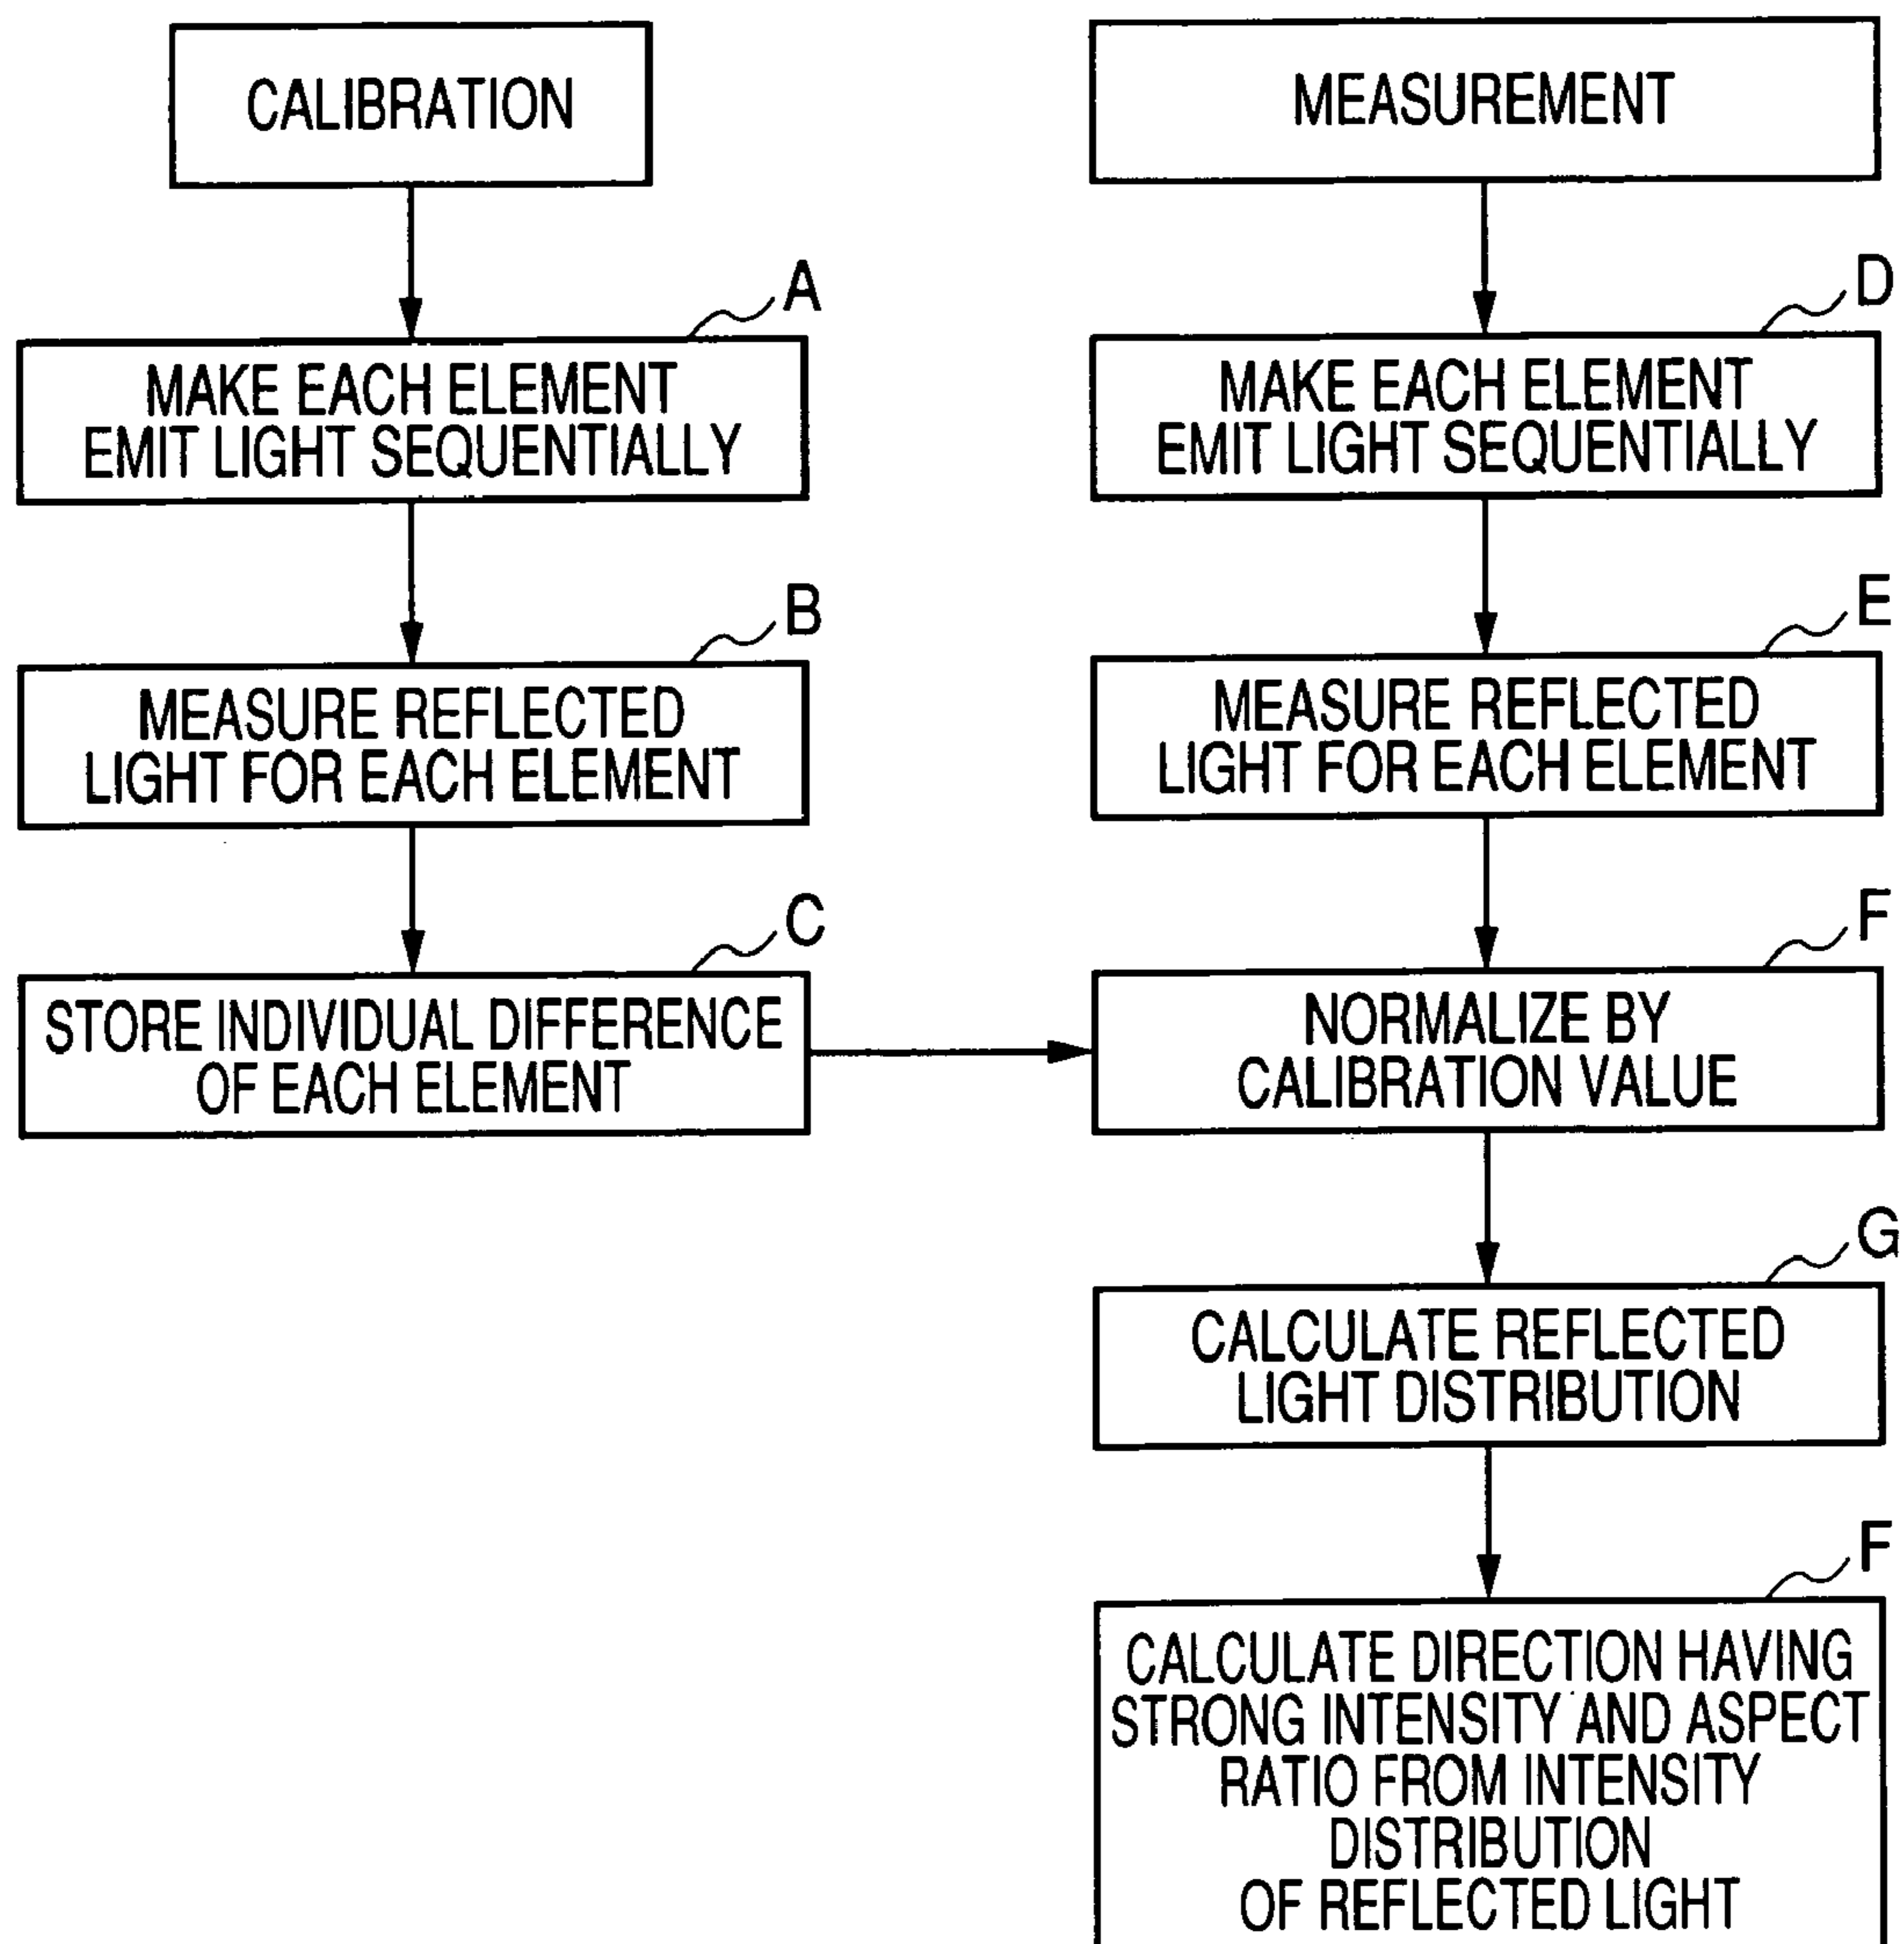 CALIBRATION
A
MAKE EACH ELEMENT
EMIT LIGHT SEQUENTIALLY
B
MEASURE REFLECTED
LIGHT FOR EACH ELEMENT
C
STORE INDIVIDUAL DIFFERENCE
OF EACH ELEMENT
MEASUREMENT
D
MAKE EACH ELEMENT
EMIT LIGHT SEQUENTIALLY
E
MEASURE REFLECTED
LIGHT FOR EACH ELEMENT
F
NORMALIZE BY
CALIBRATION VALUE
G
CALCULATE REFLECTED
LIGHT DISTRIBUTION
F
CALCULATE DIRECTION HAVING
STRONG INTENSITY AND ASPECT
RATIO FROM INTENSITY
DISTRIBUTION
OF REFLECTED LIGHT